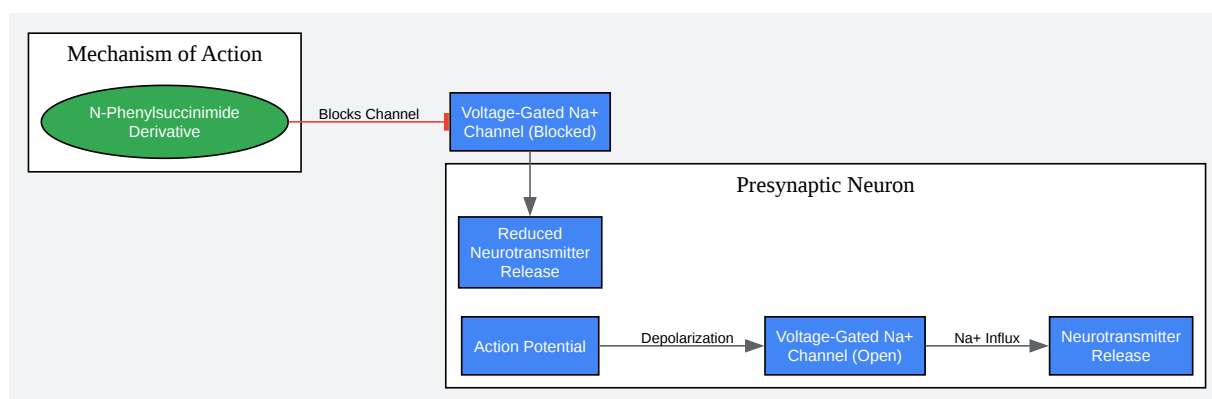 Mechanism of Action
N-Phenylsuccinimide
Derivative
Blocks Channel
Voltage-Gated Na+
Channel (Blocked)
Presynaptic Neuron
Reduced
Neurotransmitter
Release
Action Potential
Depolarization
Voltage-Gated Na+
Channel (Open)
Na+ Influx
Neurotransmitter
Release